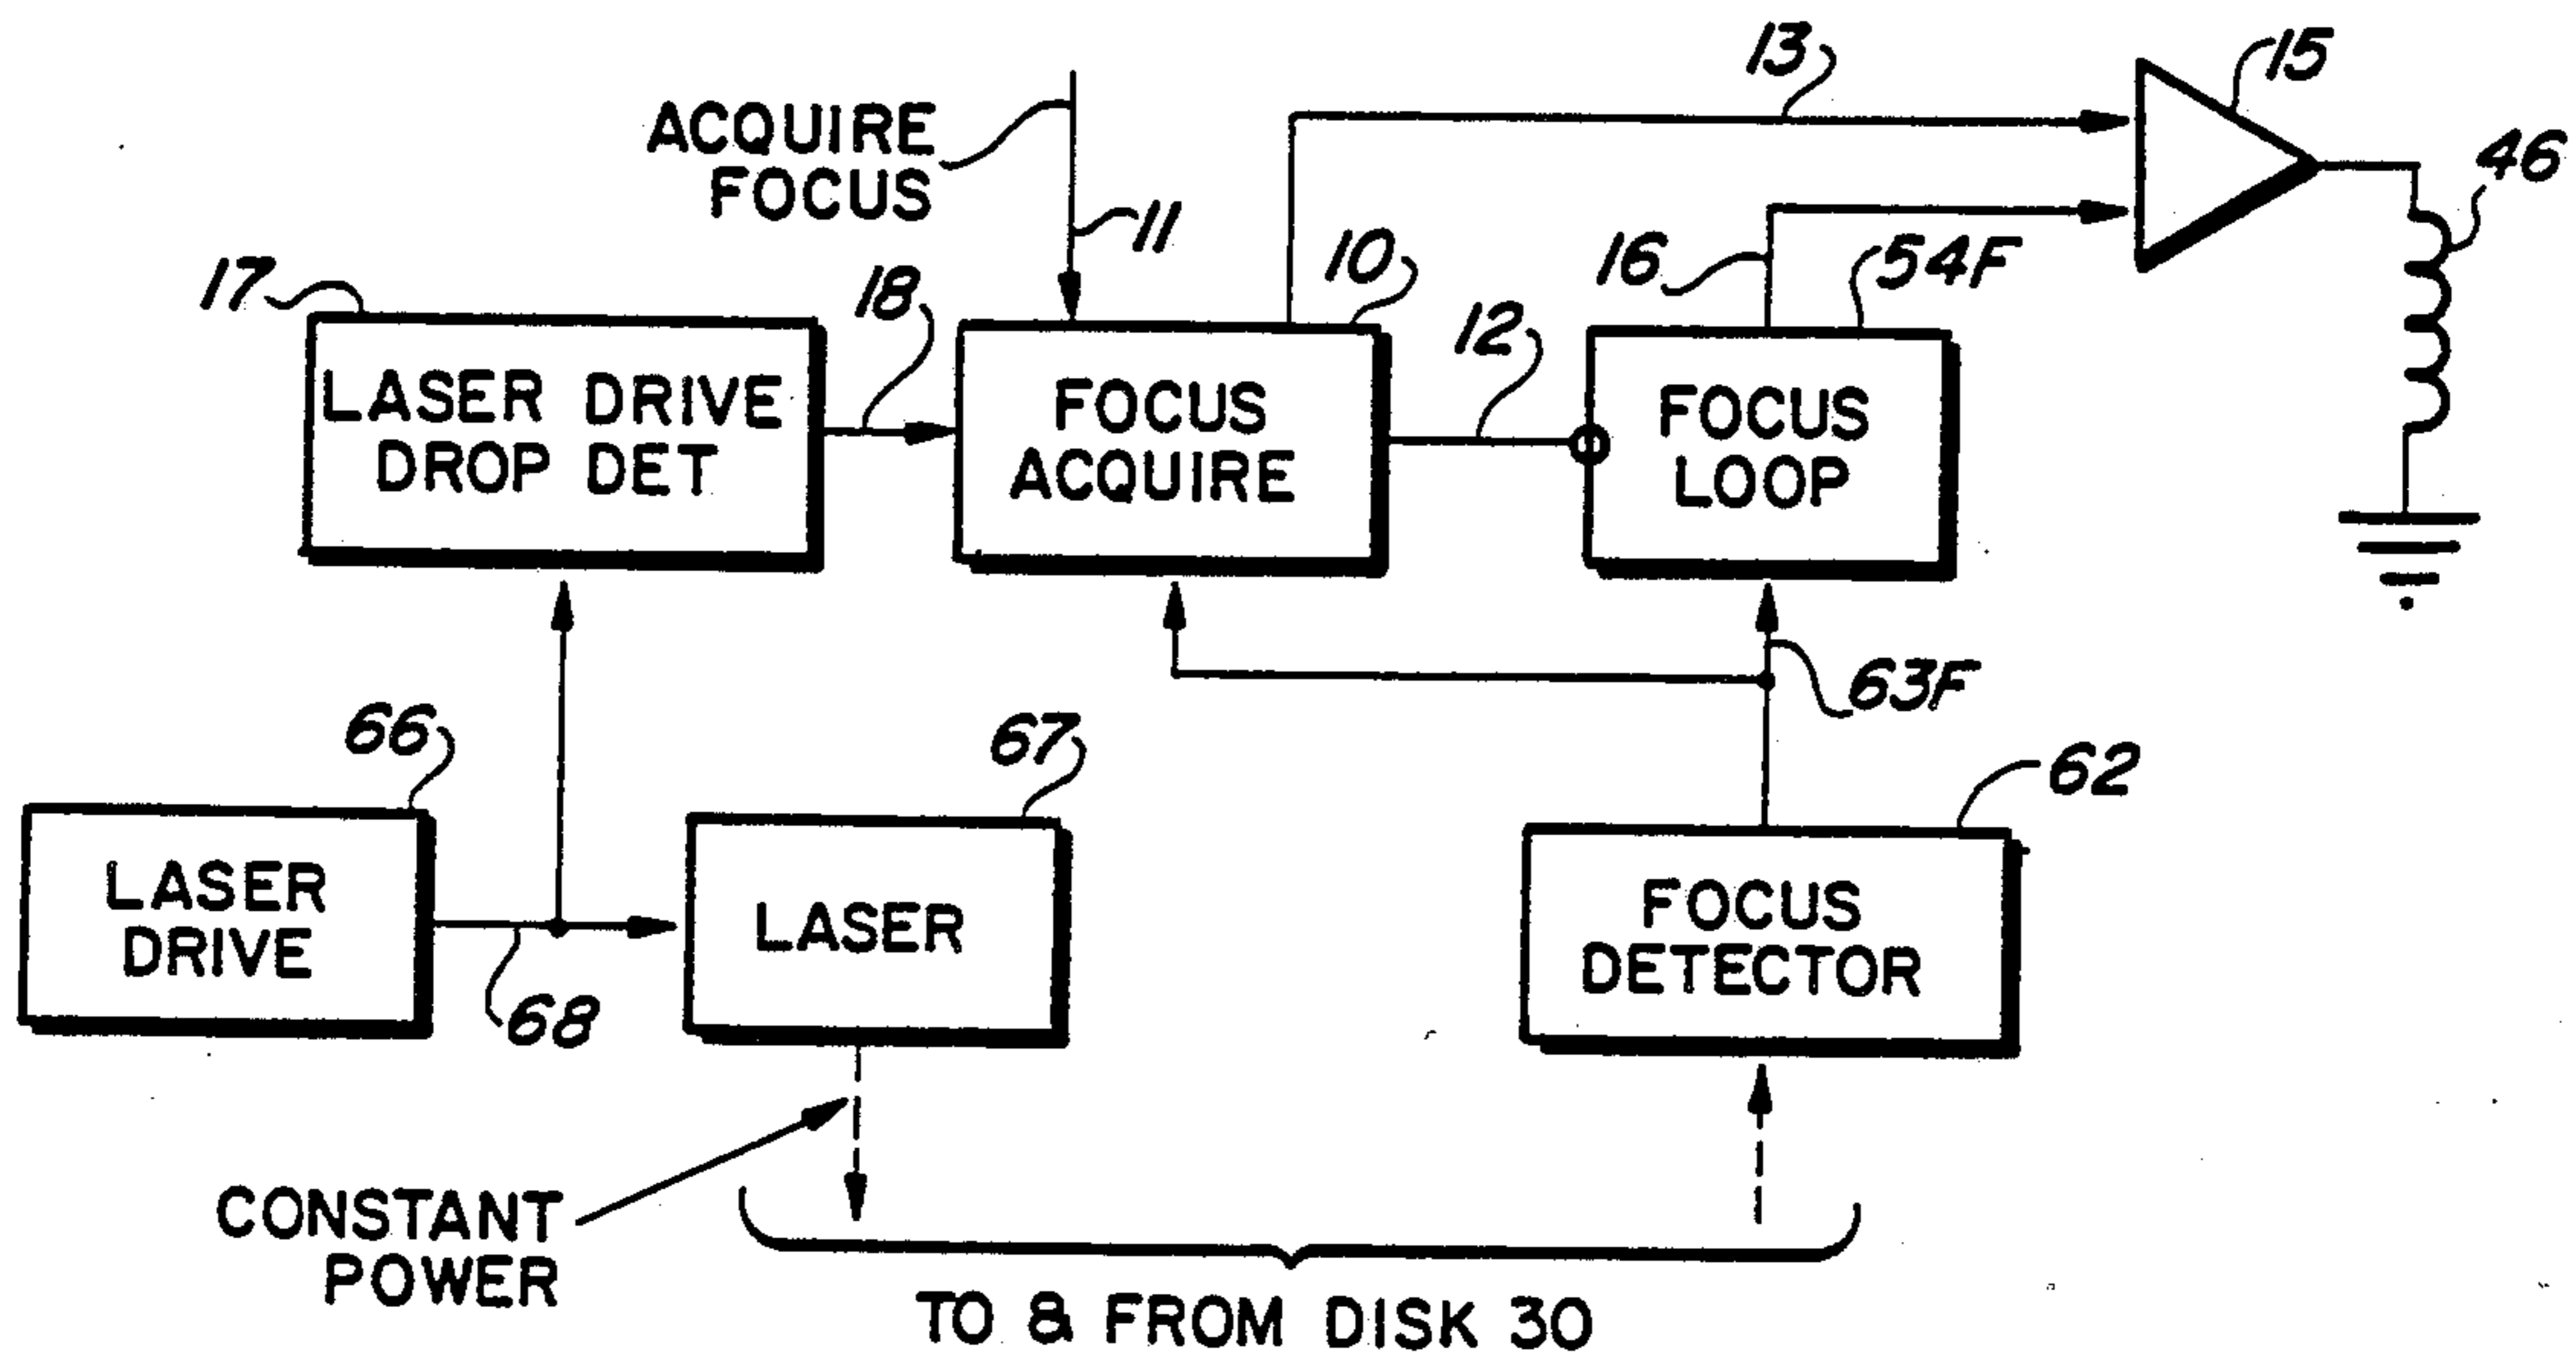 13
15
ACQUIRE
FOCUS
46
11
10
16
54F
17
18
12
LASER DRIVE
DROP DET
FOCUS
ACQUIRE
FOCUS
LOOP
63F
66
67
62
LASER
DRIVE
LASER
FOCUS
DETECTOR
68
CONSTANT
POWER
TO & FROM DISK 30